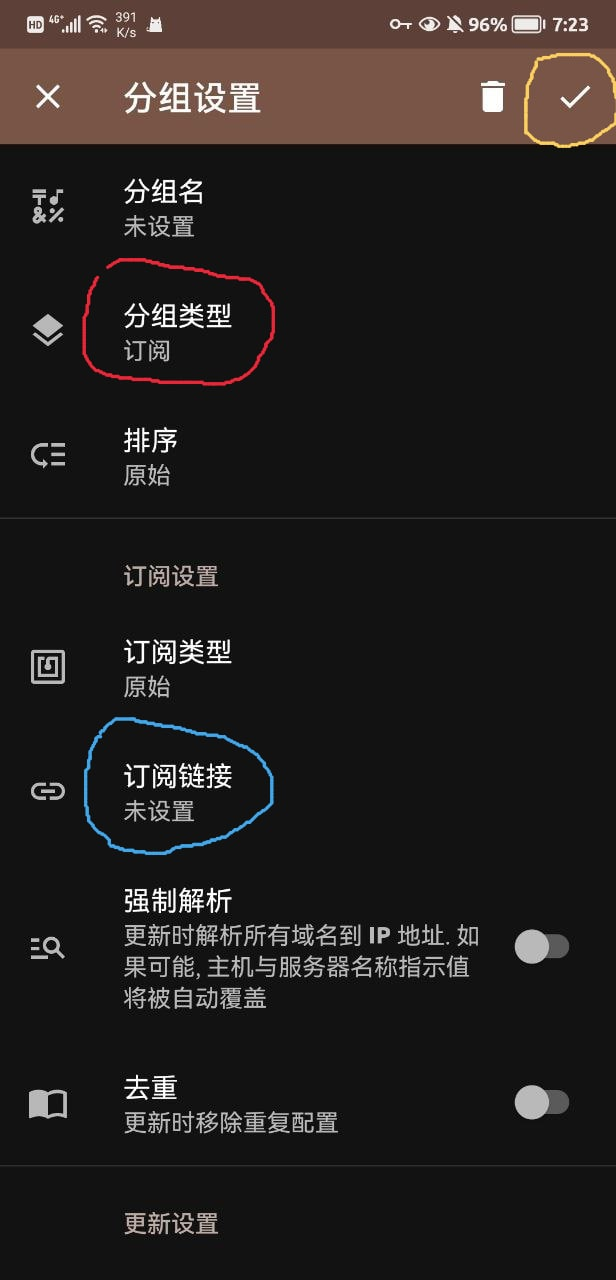 HD 4G+ 391 K/s 96% 7:23
分组设置
分组名
未设置
分组类型
订阅
排序
原始
订阅设置
订阅类型
原始
订阅链接
未设置
强制解析
更新时解析所有域名到 IP 地址. 如
果可能, 主机与服务器名称指示值
将被自动覆盖
去重
更新时移除重复配置
更新设置